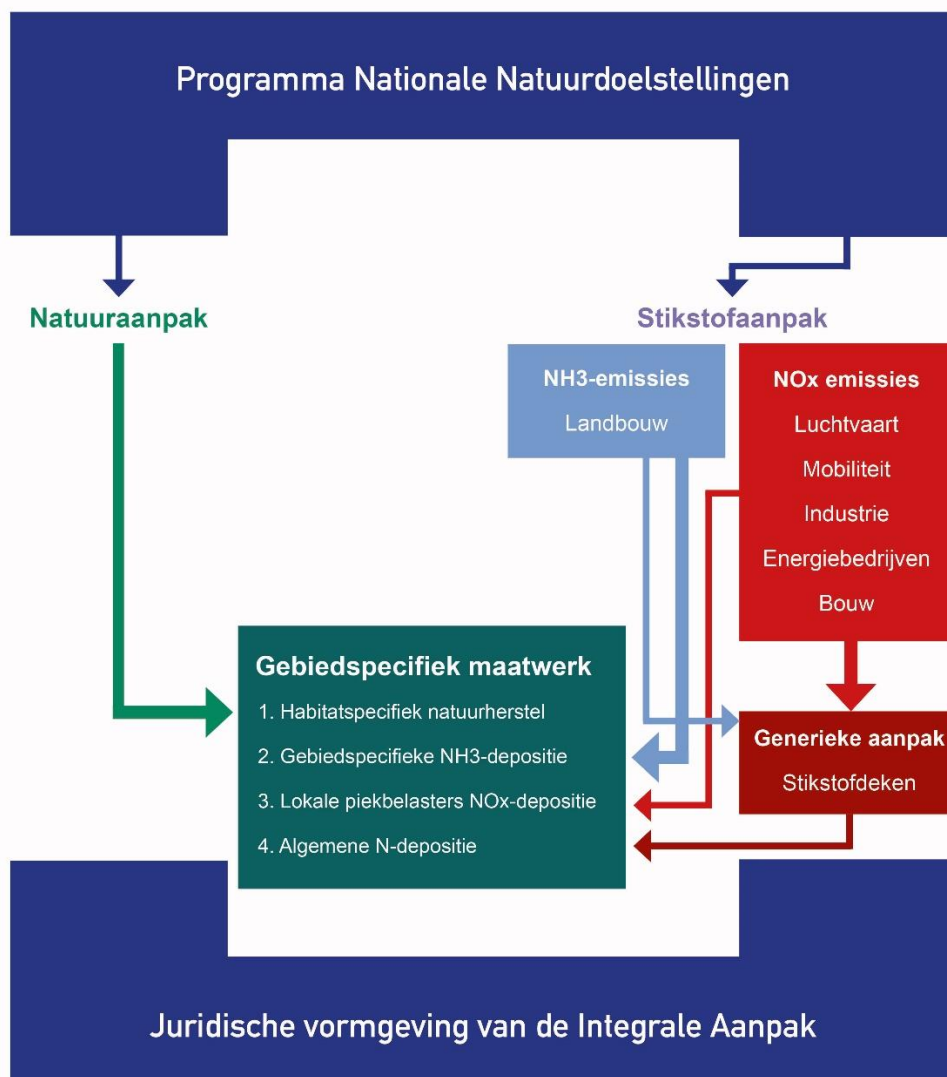 Programma Nationale Natuurdoelstellingen
Natuuraanpak
Stikstofaanpak
NH3-emissies
Landbouw
NOx emissies
Luchtvaart
Mobiliteit
Industrie
Energiebedrijven
Bouw
Gebiedspecifiek maatwerk
1. Habitatspecifiek natuurherstel
2. Gebiedspecifieke NH3-depositie
3. Lokale piekbelasters NOx-depositie
4. Algemene N-depositie
Generieke aanpak
Stikstofdeken
Juridische vormgeving van de Integrale Aanpak